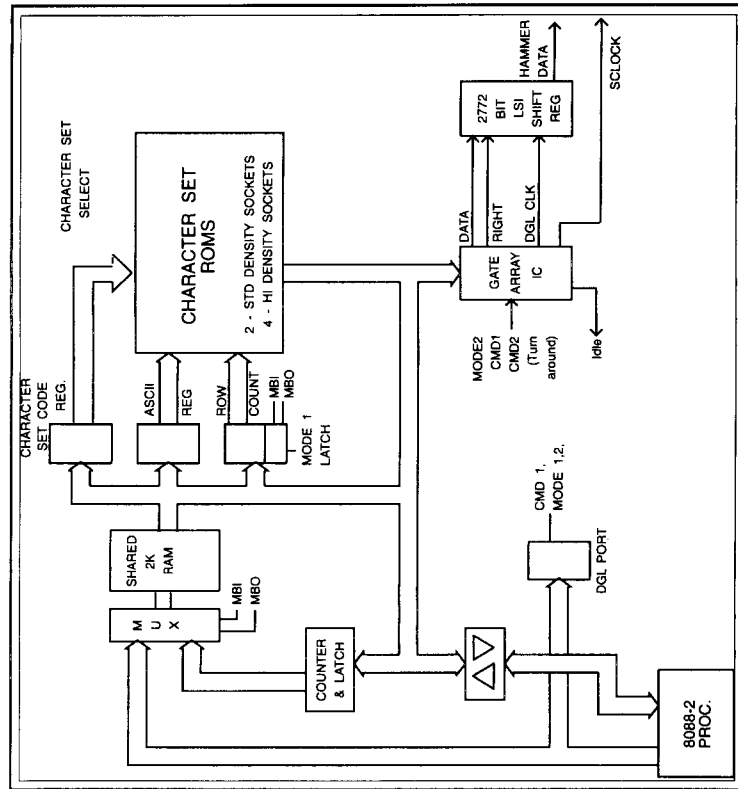 CHARACTER
SET CODE
REG.
CHARACTER SET
SELECT
SHARED
2K
RAM
M
U
X
MBI
MBO
ASCII
REG
ROW
COUNT
MBI
MBO
MODE 1
LATCH
CHARACTER SET
ROMS
2 - STD DENSITY SOCKETS
4 - HI DENSITY SOCKETS
COUNTER
& LATCH
MODE2
CMD1
CMD2
(Turn
around)
GATE
ARRAY
IC
Idle
DATA
RIGHT
DGL CLK
2772
BIT
LSI
SHIFT
REG
HAMMER
DATA
SCLOCK
CMD 1,
MODE 1,2,
DGL PORT
8088-2
PROC.